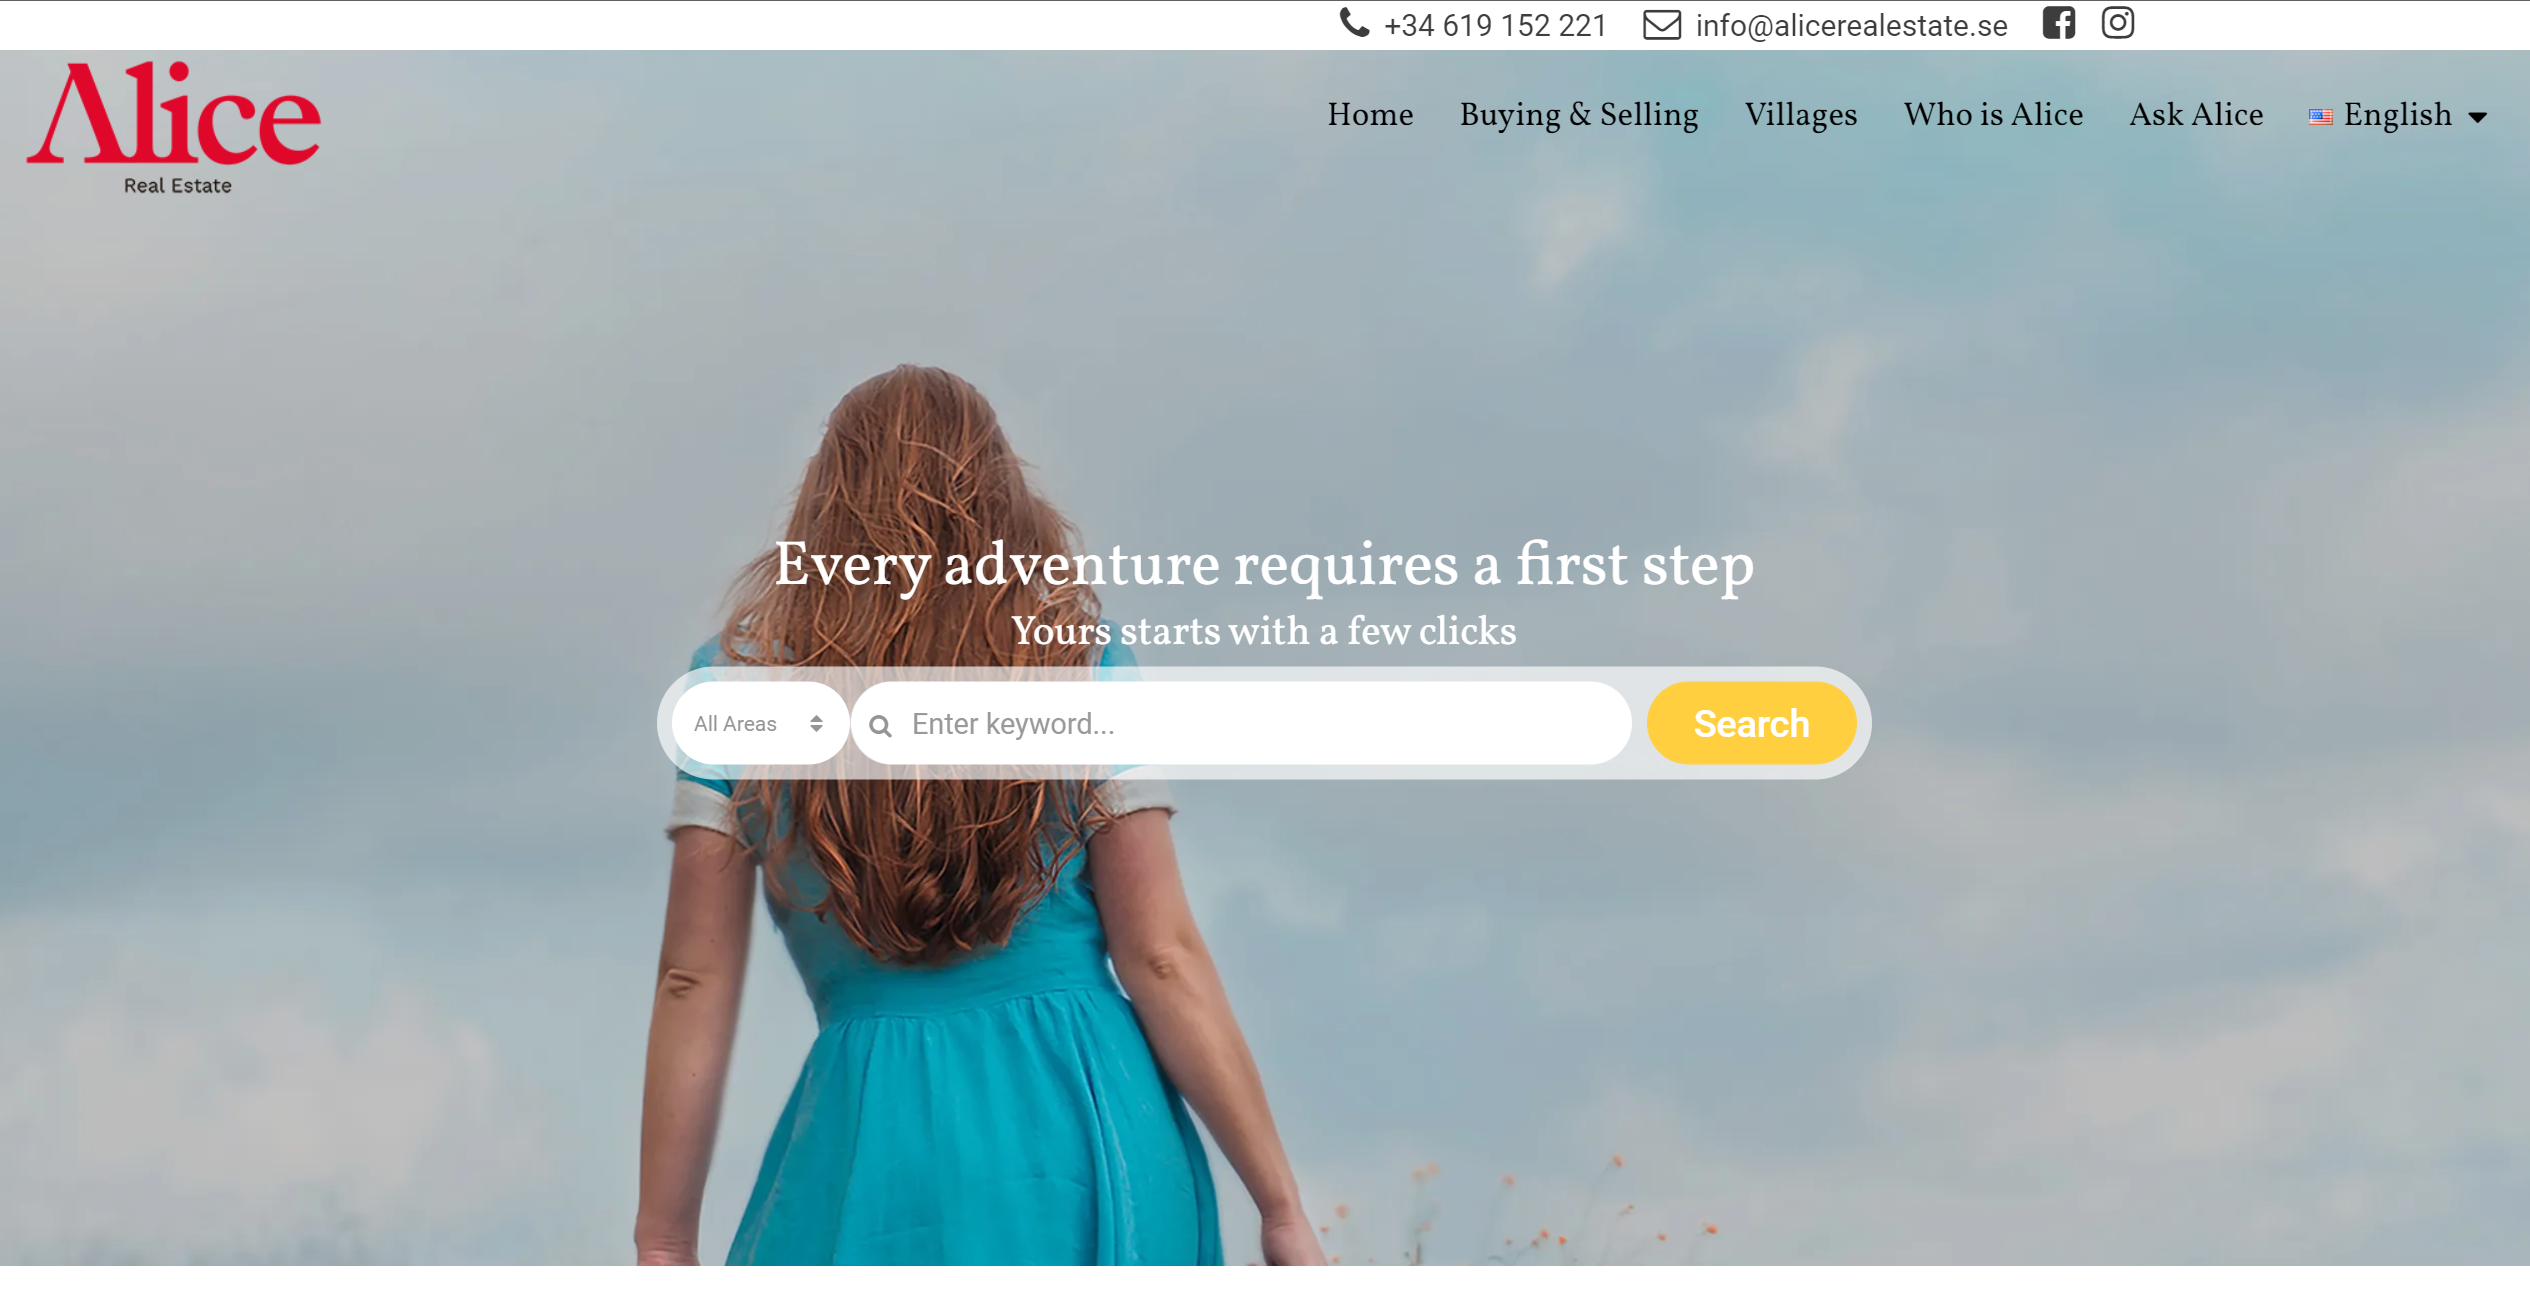 +34 619 152 221 info@alicerealestate.se
Alice
Real Estate
Home Buying & Selling Villages Who is Alice Ask Alice English
Every adventure requires a first step
Yours starts with a few clicks
All Areas Enter keyword... Search